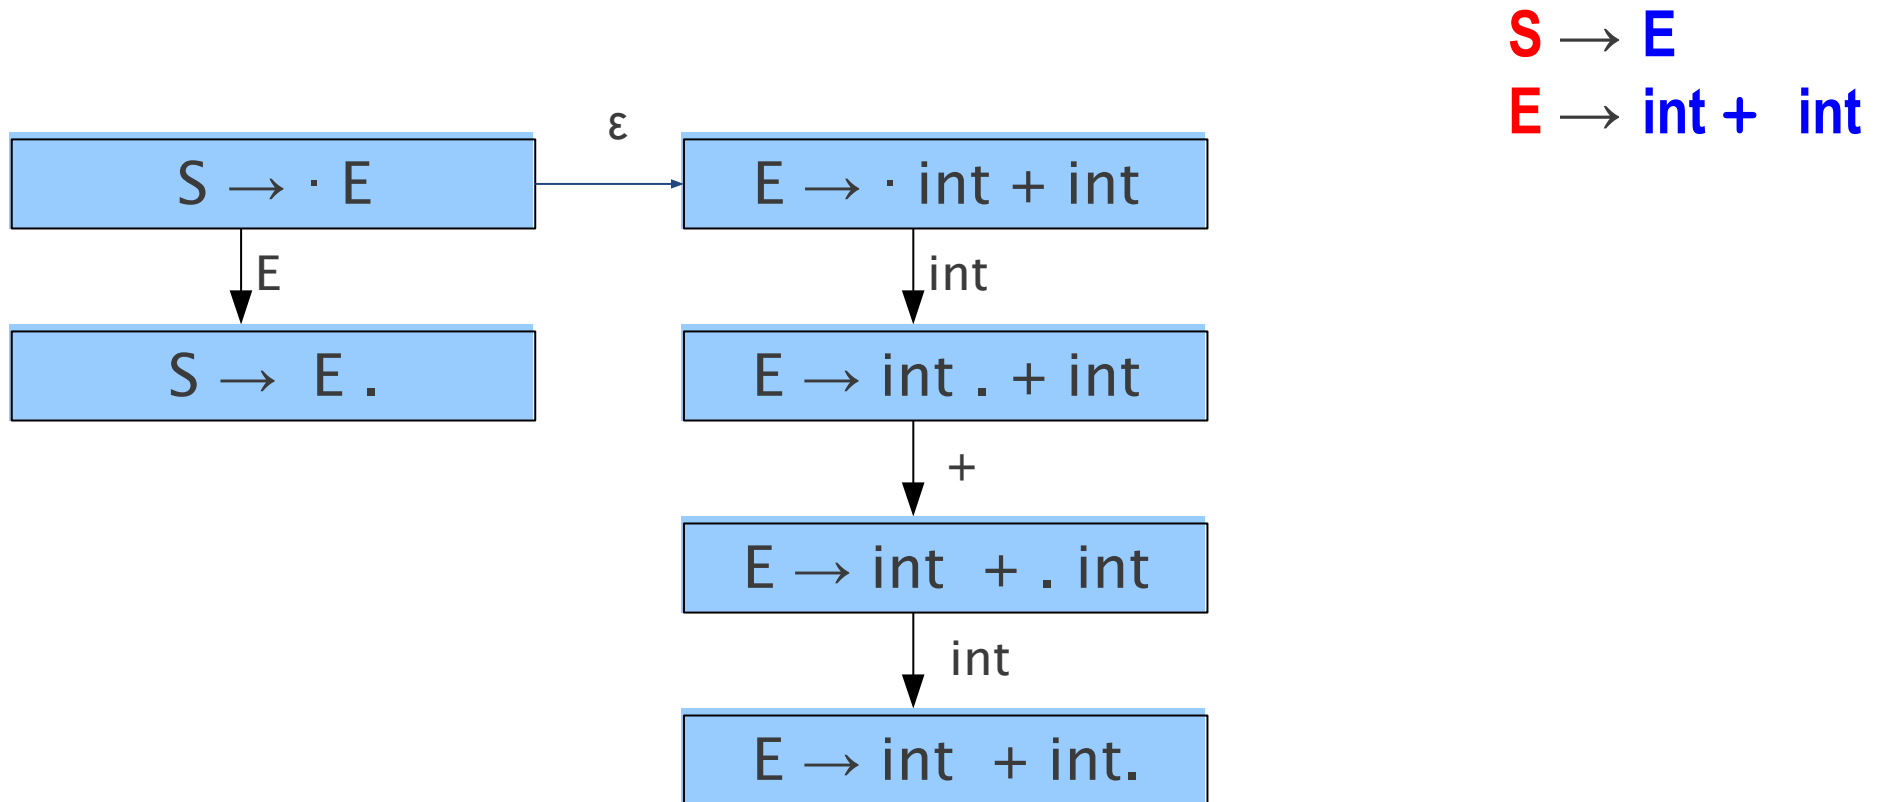 S → E
E → int + int
ε
S → · E
E → · int + int
E
int
S → E .
E → int . + int
+
E → int + . int
int
E → int + int.